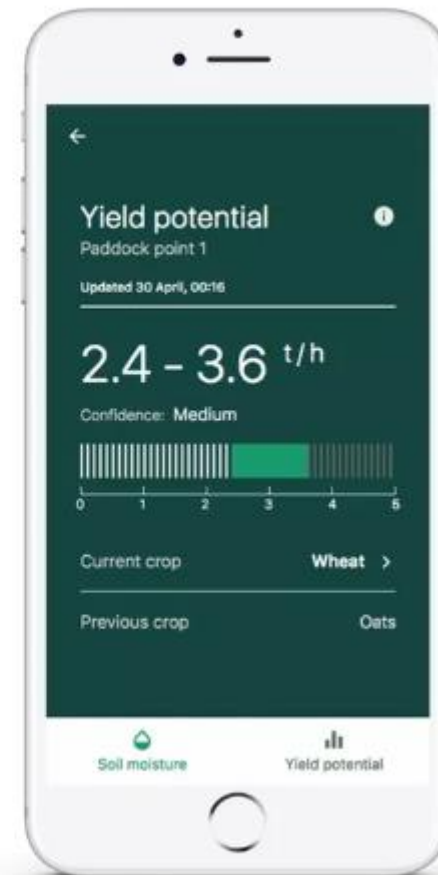 Yield potential
Paddock point 1
Updated 30 April, 00:16
2.4 – 3.6 t/h
Confidence: Medium
0 1 2 3 4 5
Current crop Wheat >
Previous crop Oats
Soil moisture Yield potential